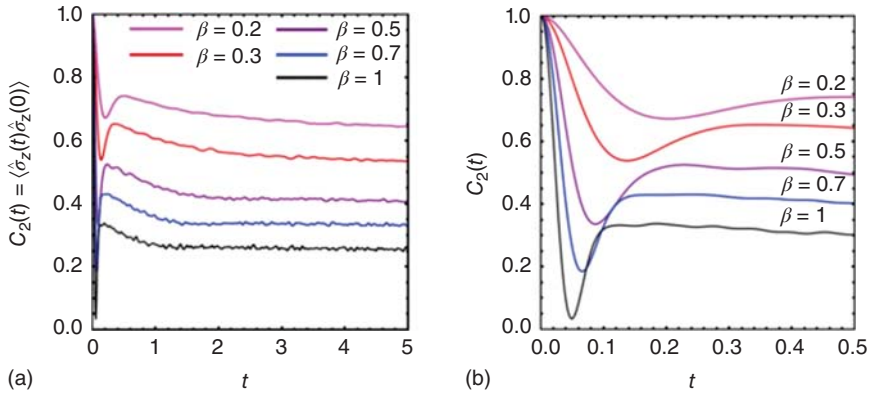 1.0
0.8
0.6
0.4
0.2
0.0
C₂(t) = ⟨σ̂z(t)σ̂z(0)⟩
β = 0.2
β = 0.3
β = 0.5
β = 0.7
β = 1
0 1 2 3 4 5
t
(a)
1.0
0.8
0.6
0.4
0.2
0.0
C₂(t)
β = 0.2
β = 0.3
β = 0.5
β = 0.7
β = 1
0.0 0.1 0.2 0.3 0.4 0.5
t
(b)